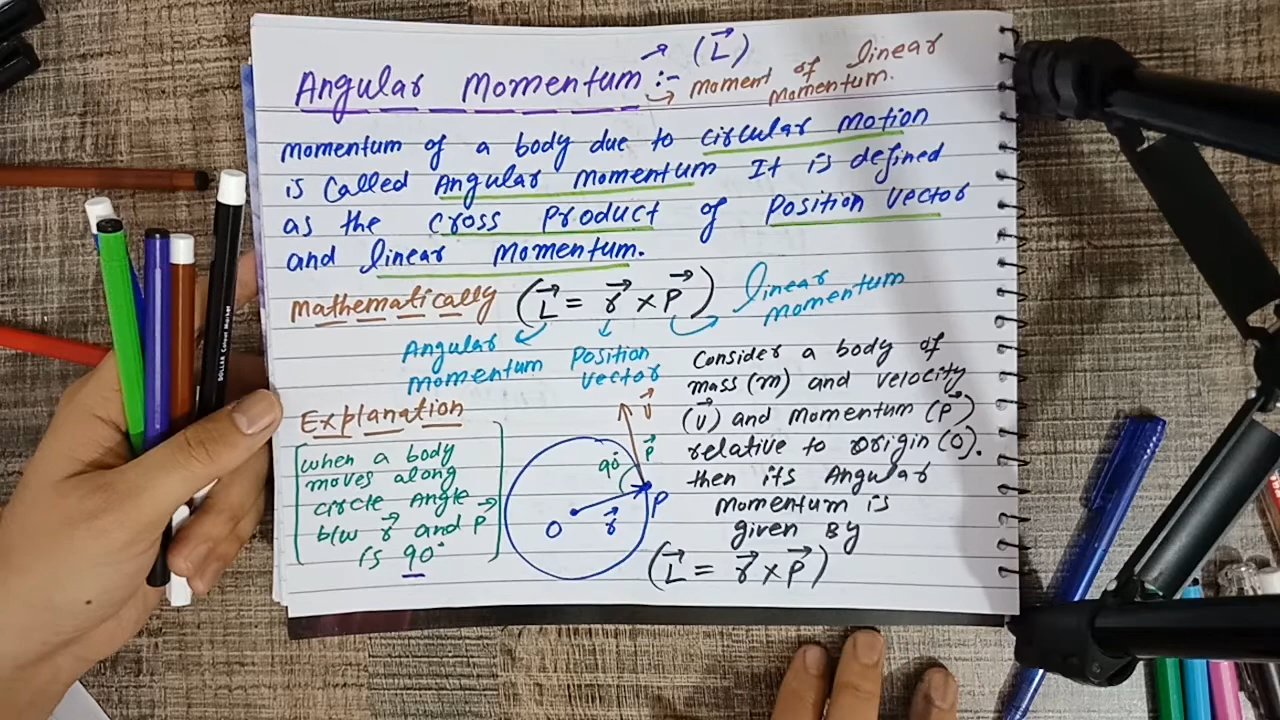 Angular Momentum :- → (L⃗)
→ moment of linear
momentum.
momentum of a body due to circular motion
is called Angular momentum It is defined
as the cross product of Position vector
and linear momentum.
Mathematically (L⃗ = r⃗ × P⃗) linear
momentum
Angular
momentum
Position
vector
Explanation
[when a body
moves along
circle Angle
b/w r⃗ and P⃗
is 90°]
v⃗
P⃗
90°
P
O
r⃗
Consider a body of
mass (m) and velocity
(v⃗) and momentum (P⃗)
relative to origin (O).
then its Angular
momentum is
given By
(L⃗ = r⃗ × P⃗)
DOLLAR